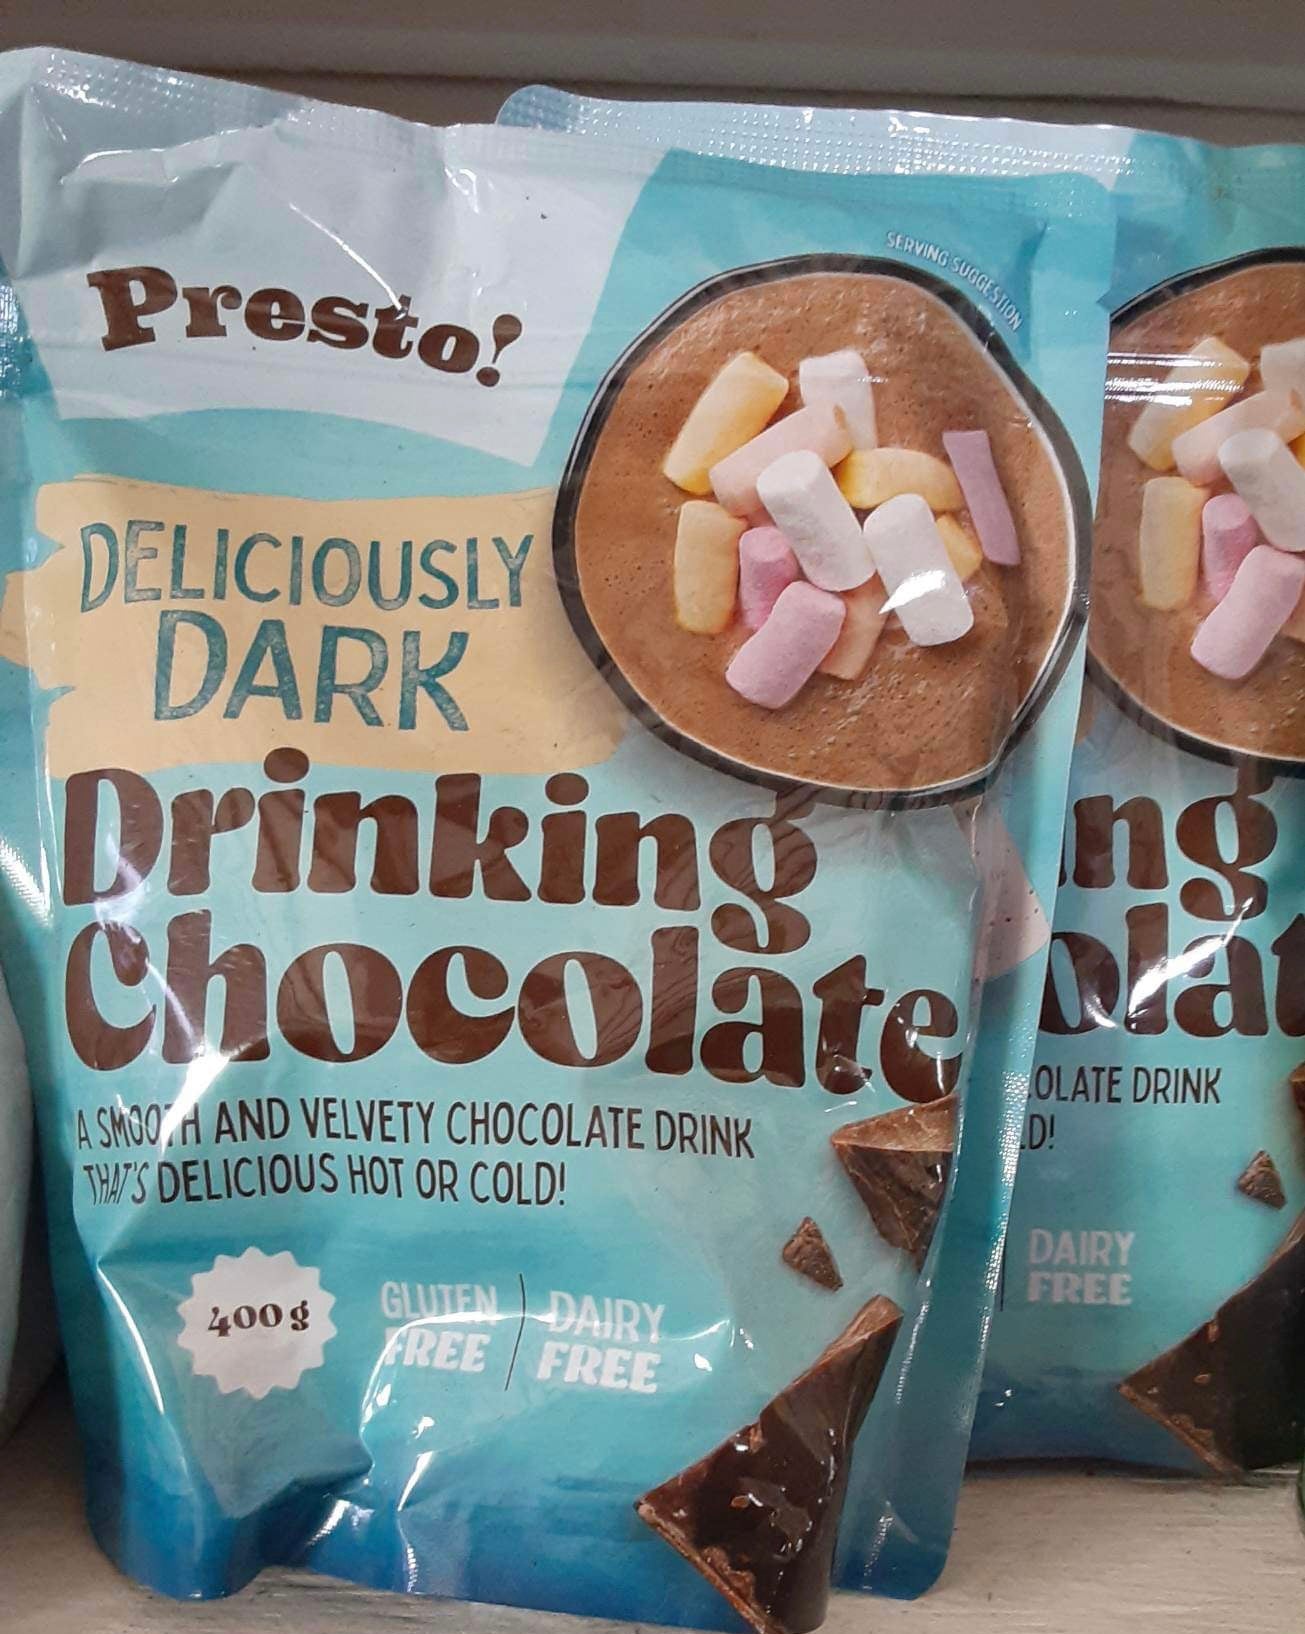 Presto!
SERVING SUGGESTION
DELICIOUSLY
DARK
Drinking
Chocolate
A SMOOTH AND VELVETY CHOCOLATE DRINK
THAT'S DELICIOUS HOT OR COLD!
400g
GLUTEN
FREE
DAIRY
FREE
ng
olat
OLATE DRINK
LD!
DAIRY
FREE